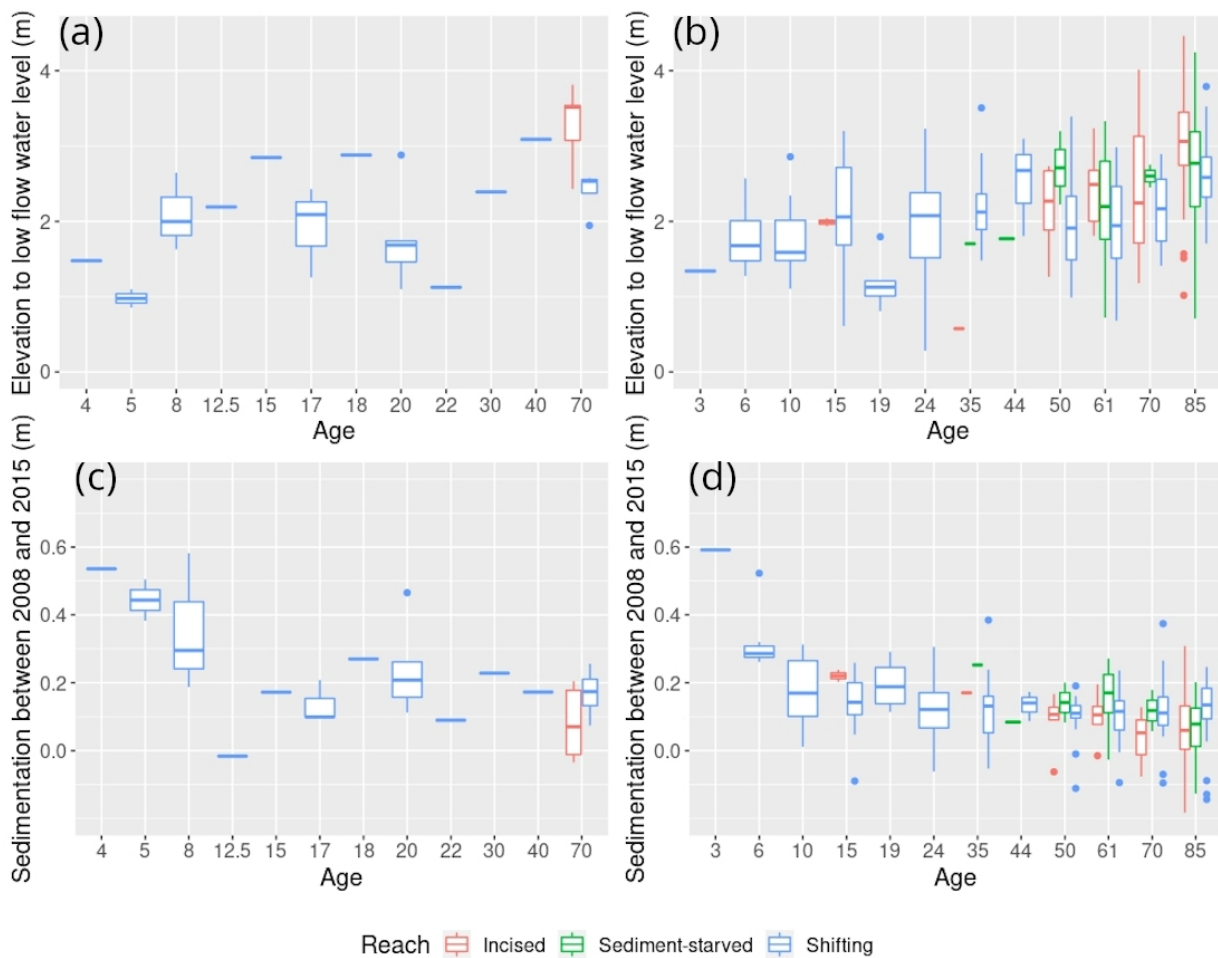 (a)
Elevation to low flow water level (m)
4
2
0
4 5 8 12.5 15 17 18 20 22 30 40 70
Age
(b)
Elevation to low flow water level (m)
4
2
0
3 6 10 15 19 24 35 44 50 61 70 85
Age
(c)
Sedimentation between 2008 and 2015 (m)
0.6
0.4
0.2
0.0
4 5 8 12.5 15 17 18 20 22 30 40 70
Age
(d)
Sedimentation between 2008 and 2015 (m)
0.6
0.4
0.2
0.0
3 6 10 15 19 24 35 44 50 61 70 85
Age
Reach Incised Sediment-starved Shifting